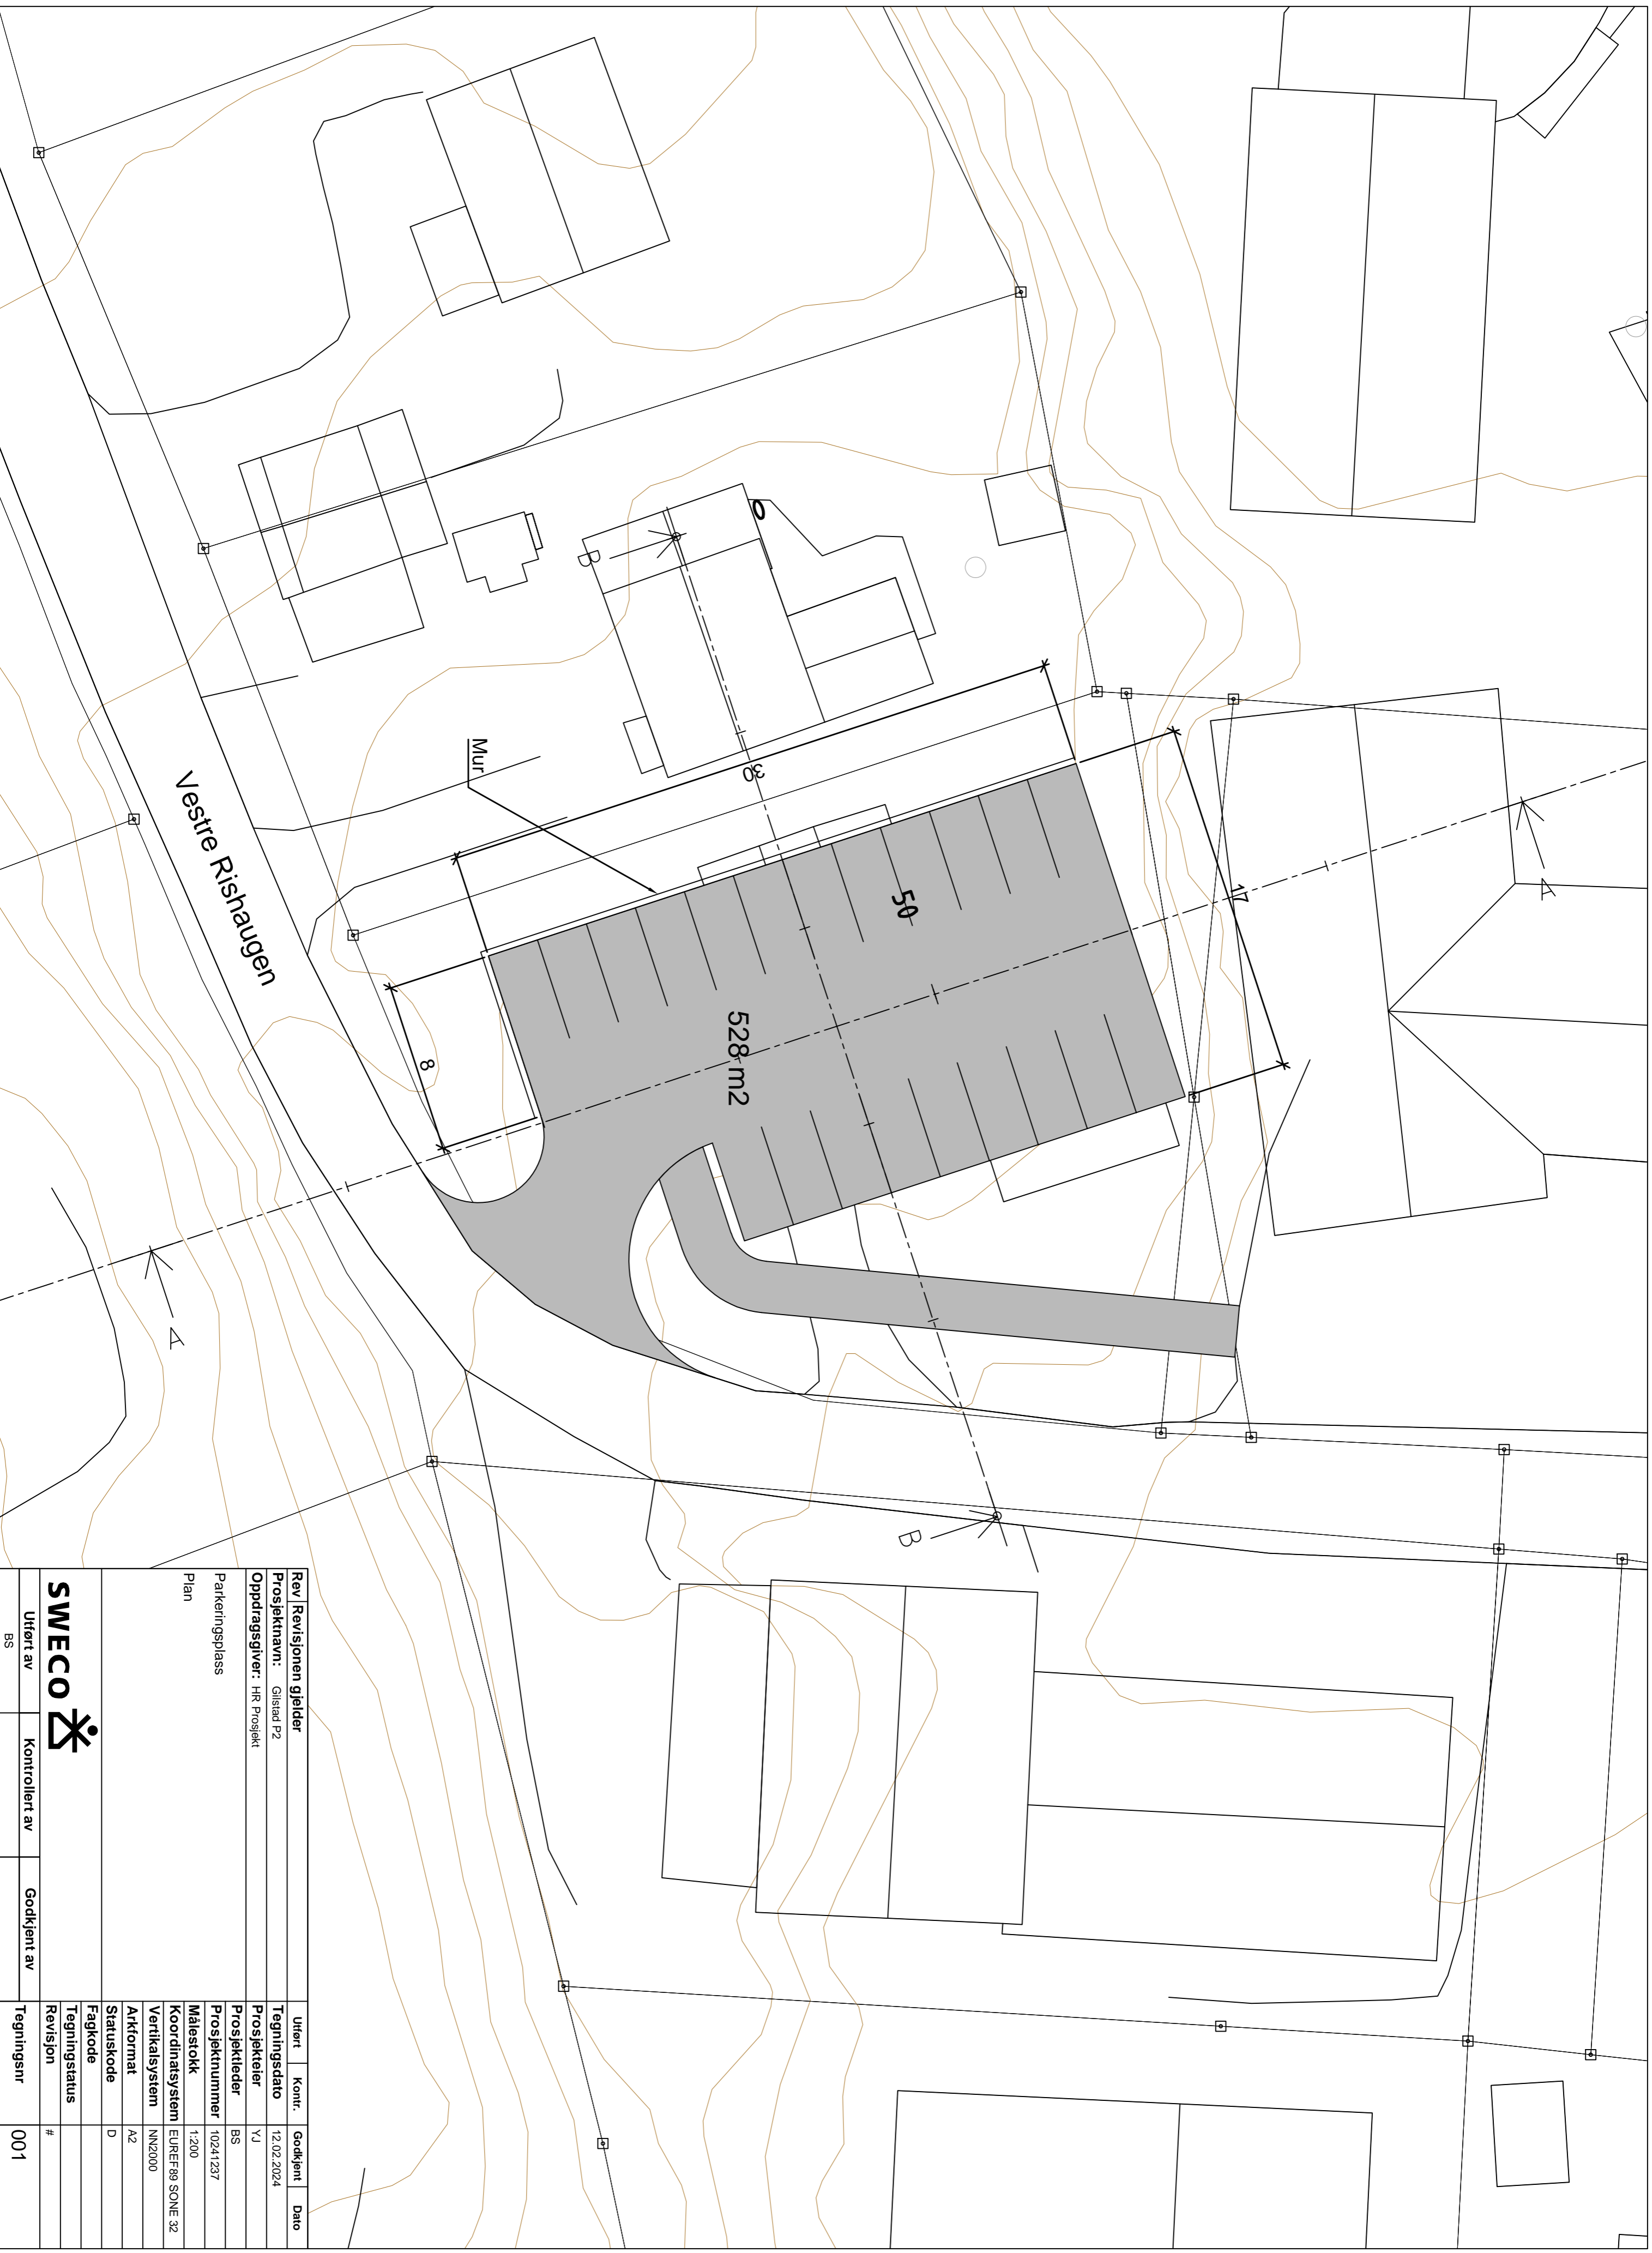 Vestre Rishaugen
Mur
30
17
8
50
0
528 m2
A
A
B
B
Rev Revisjonen gjelder Utført Kontr. Godkjent Dato
Prosjektnavn: Gilstad P2
Oppdragsgiver: HR Prosjekt
Parkeringsplass
Plan
Tegningsdato 12.02.2024
Prosjekteier YJ
Prosjektleder BS
Prosjektnummer 10241237
Målestokk 1:200
Koordinatsystem EUREF89 SONE 32
Vertikalsystem NN2000
Arkformat A2
Statuskode D
Fagkode
Tegningstatus
Revisjon #
SWECO
Utført av Kontrollert av Godkjent av Tegningsnr
BS 001